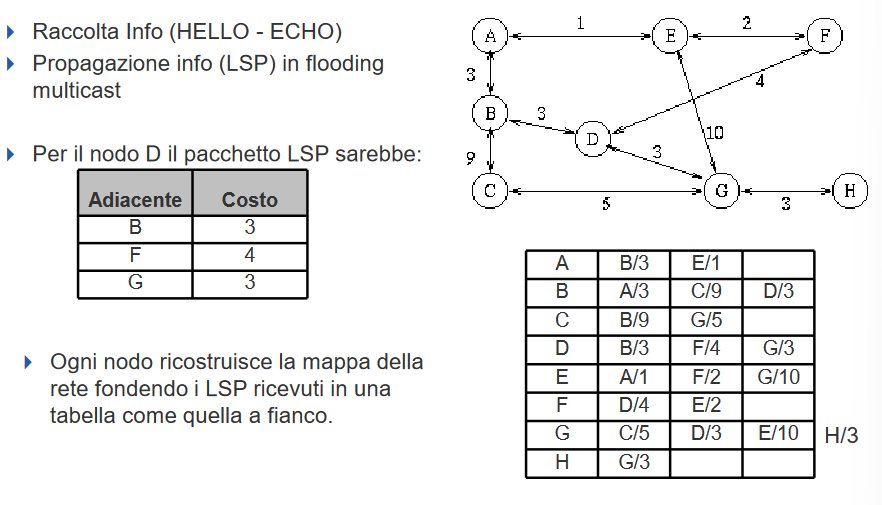 Raccolta Info (HELLO - ECHO)
Propagazione info (LSP) in flooding
multicast
Per il nodo D il pacchetto LSP sarebbe:
Adiacente Costo
B 3
F 4
G 3
Ogni nodo ricostruisce la mappa della
rete fondendo i LSP ricevuti in una
tabella come quella a fianco.
A 1 E 2 F
3 4
B 3 D 10
9 3
C 5 G 3 H
A B/3 E/1
B A/3 C/9 D/3
C B/9 G/5
D B/3 F/4 G/3
E A/1 F/2 G/10
F D/4 E/2
G C/5 D/3 E/10 H/3
H G/3